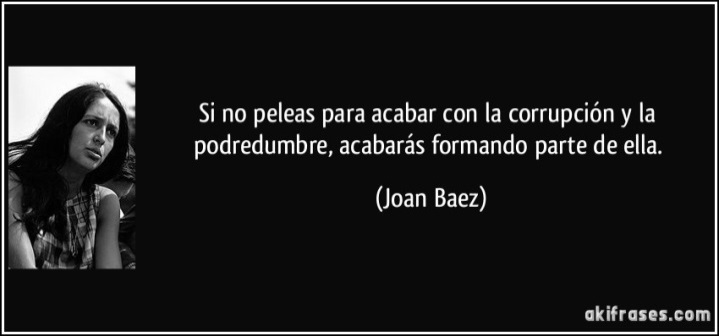 Si no peleas para acabar con la corrupción y la
podredumbre, acabarás formando parte de ella.
(Joan Baez)
akifrases.com